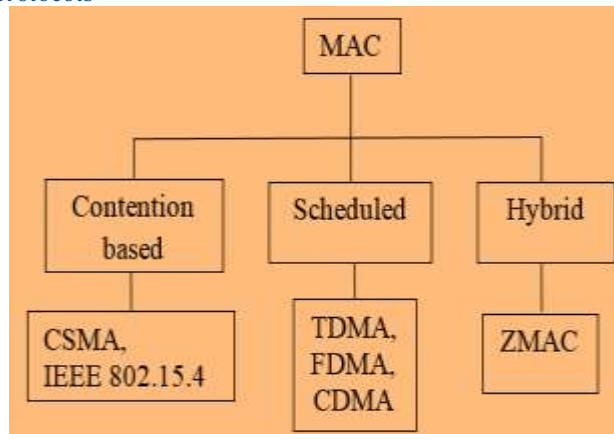 MAC
Contention
based
Scheduled
Hybrid
CSMA,
IEEE 802.15.4
TDMA,
FDMA,
CDMA
ZMAC